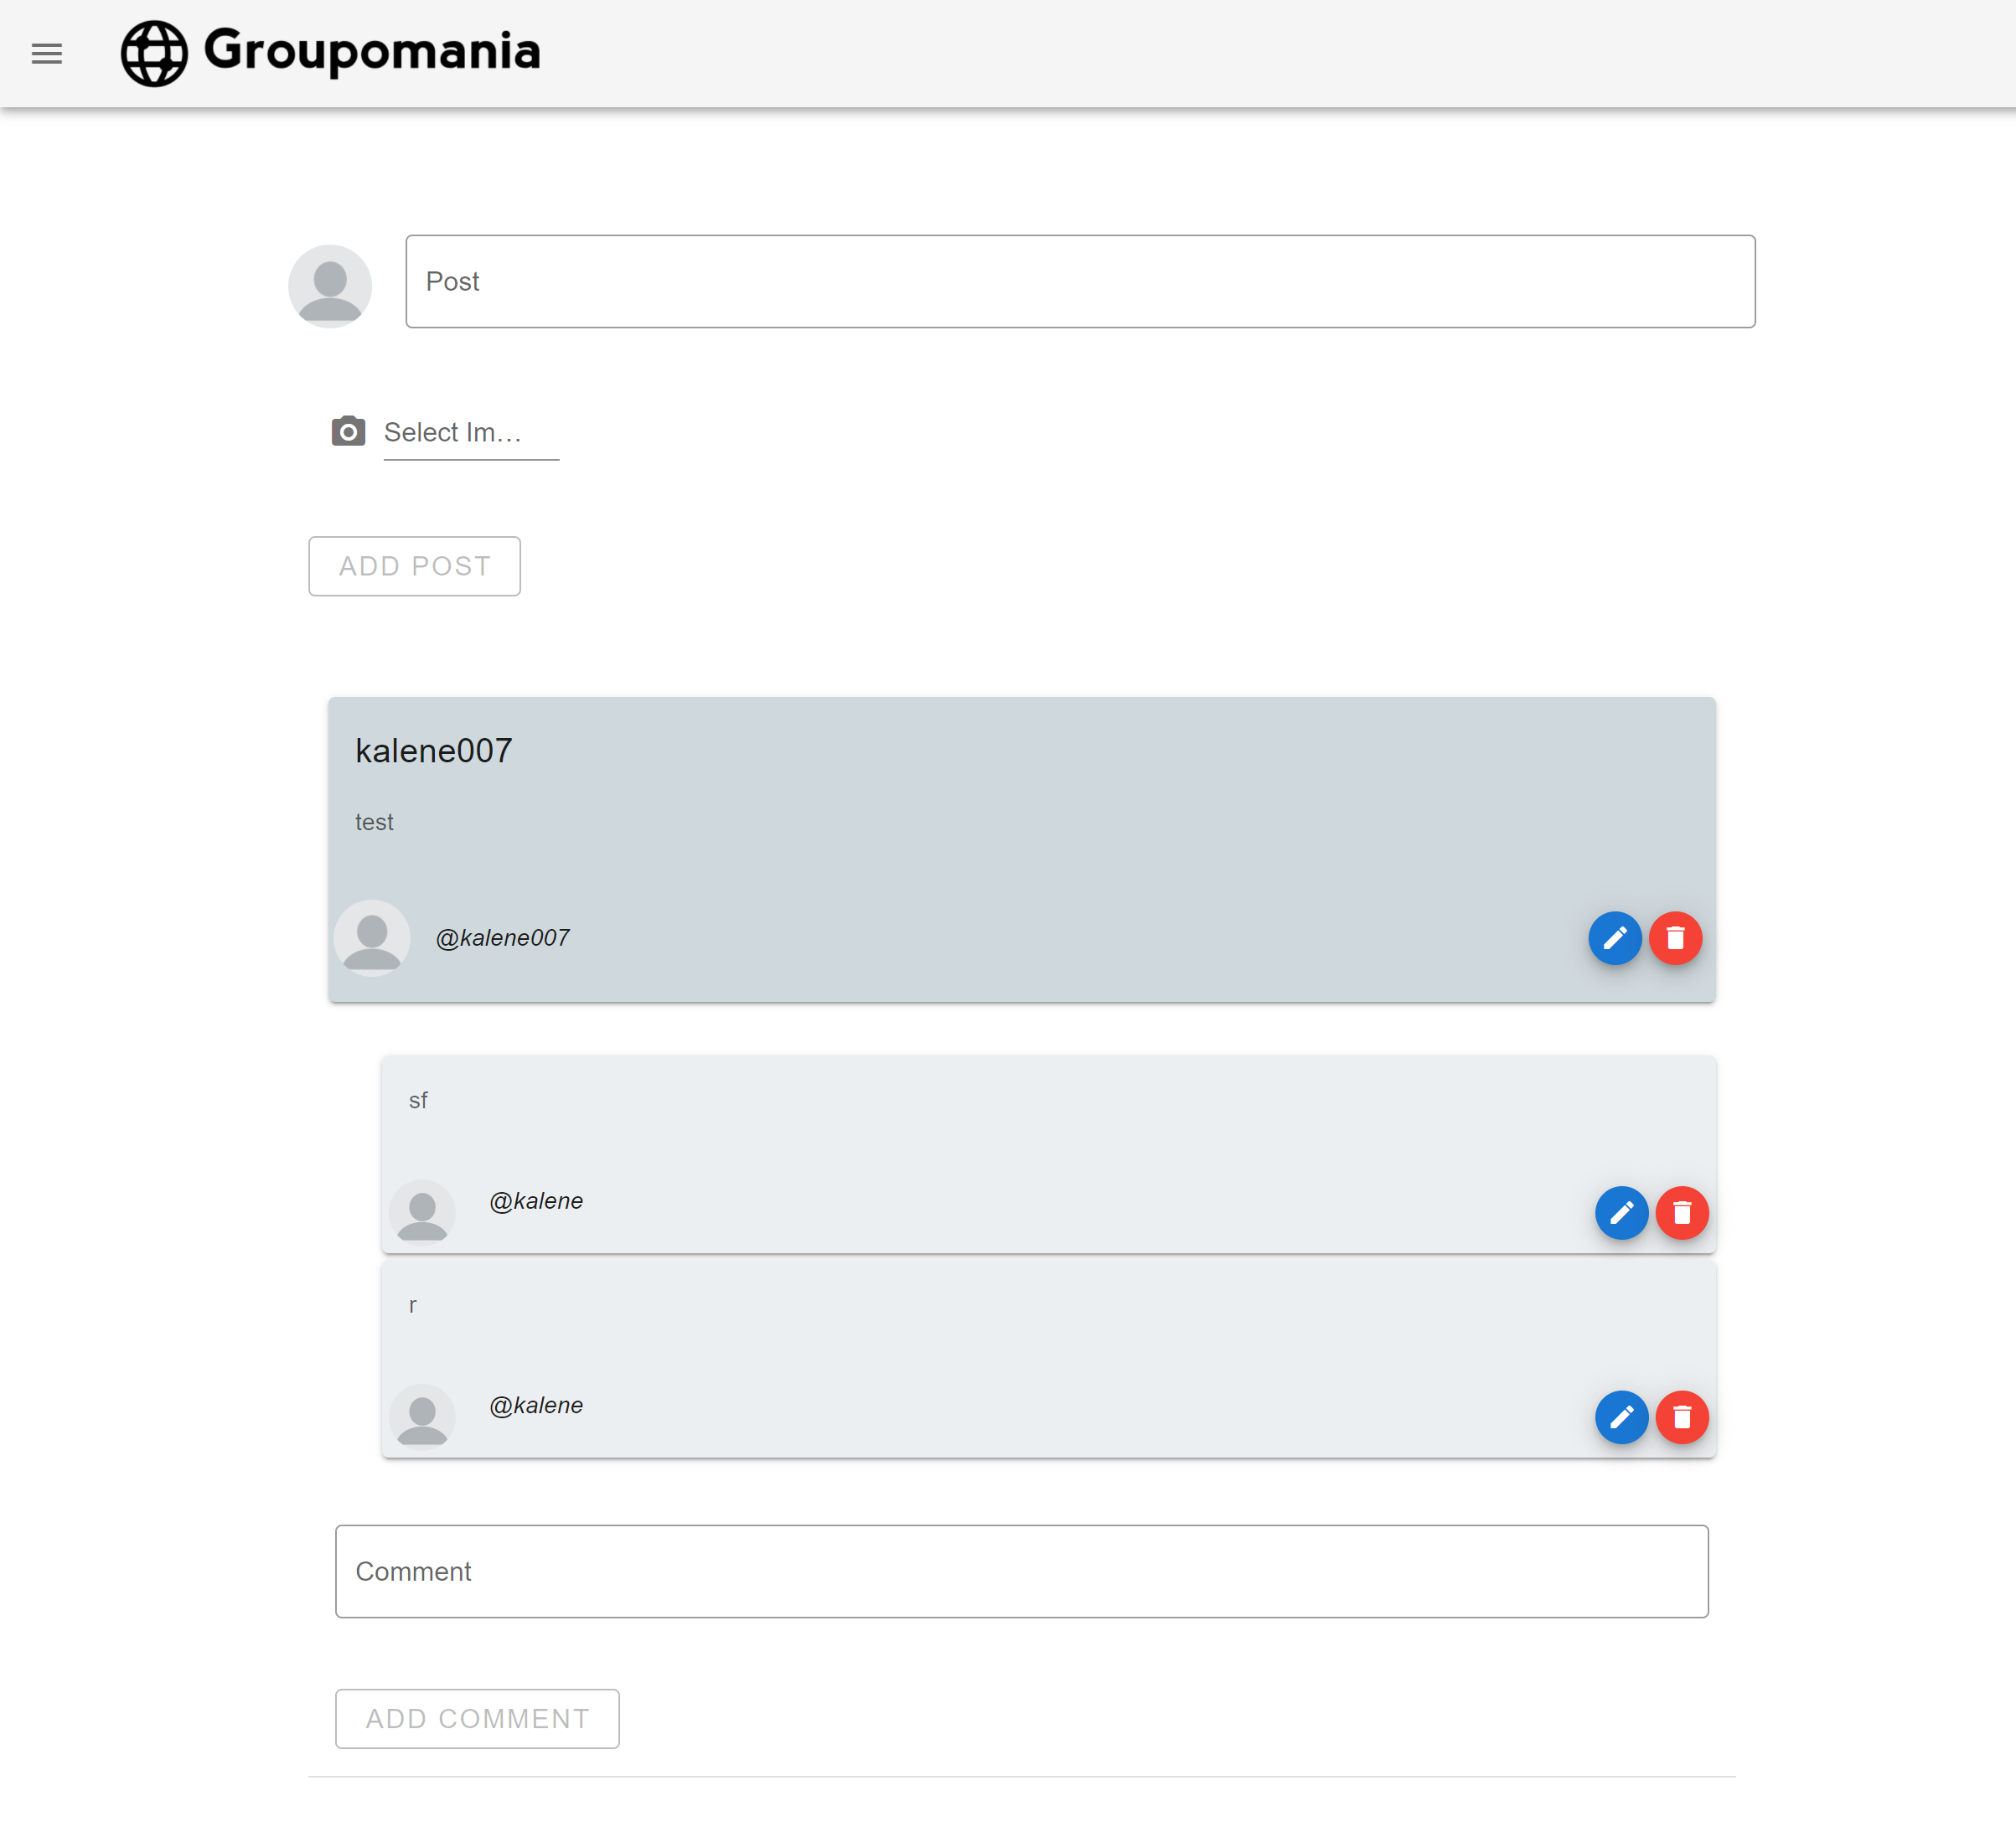 Groupomania
Post
Select Im...
ADD POST
kalene007
test
@kalene007
sf
@kalene
r
@kalene
Comment
ADD COMMENT